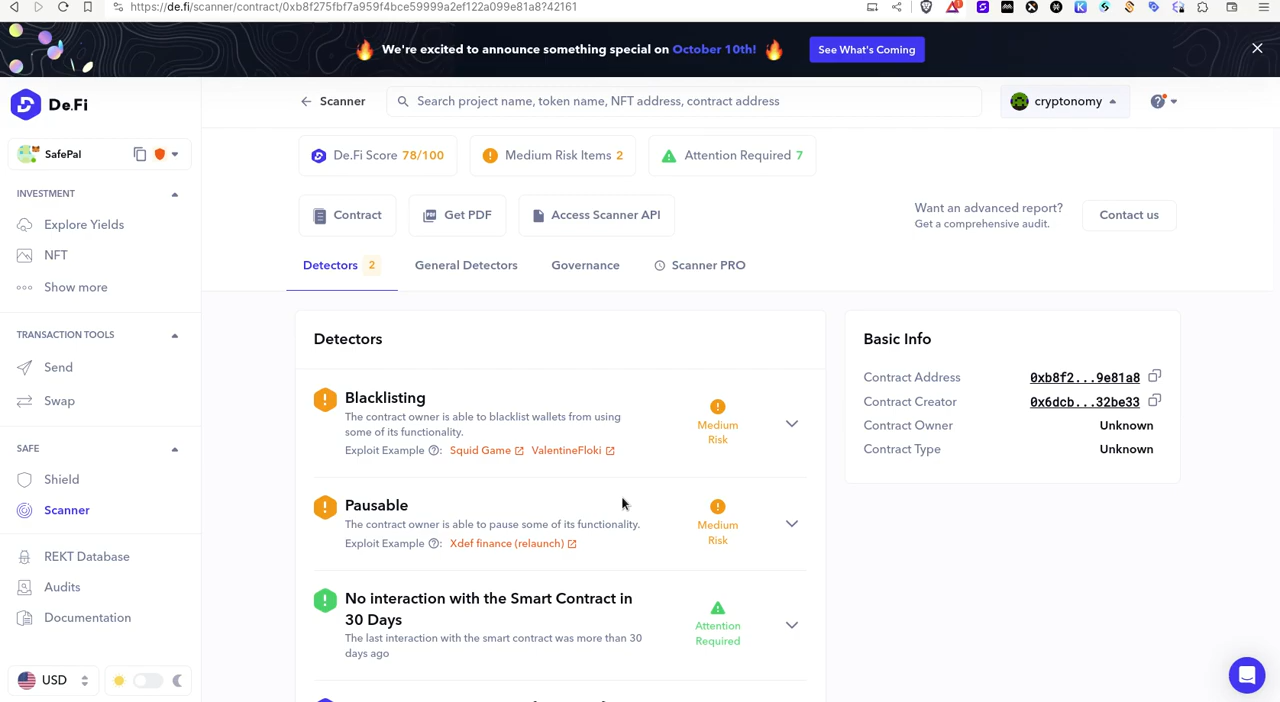 https://de.fi/scanner/contract/0xb8f275fbf7a959f4bce59999a2ef122a099e81a8?42161
We're excited to announce something special on October 10th!
See What's Coming
De.Fi
Scanner
Search project name, token name, NFT address, contract address
cryptonomy
SafePal
De.Fi Score 78/100
Medium Risk Items 2
Attention Required 7
INVESTMENT
Explore Yields
NFT
Show more
Contract
Get PDF
Access Scanner API
Want an advanced report?
Get a comprehensive audit.
Contact us
Detectors 2
General Detectors
Governance
Scanner PRO
TRANSACTION TOOLS
Send
Swap
SAFE
Shield
Scanner
REKT Database
Audits
Documentation
USD
Detectors
Blacklisting
The contract owner is able to blacklist wallets from using
some of its functionality.
Exploit Example : Squid Game ValentineFloki
Medium
Risk
Pausable
The contract owner is able to pause some of its functionality.
Exploit Example : Xdef finance (relaunch)
Medium
Risk
No interaction with the Smart Contract in
30 Days
The last interaction with the smart contract was more than 30
days ago
Attention
Required
Basic Info
Contract Address 0xb8f2...9e81a8
Contract Creator 0x6dcb...32be33
Contract Owner Unknown
Contract Type Unknown